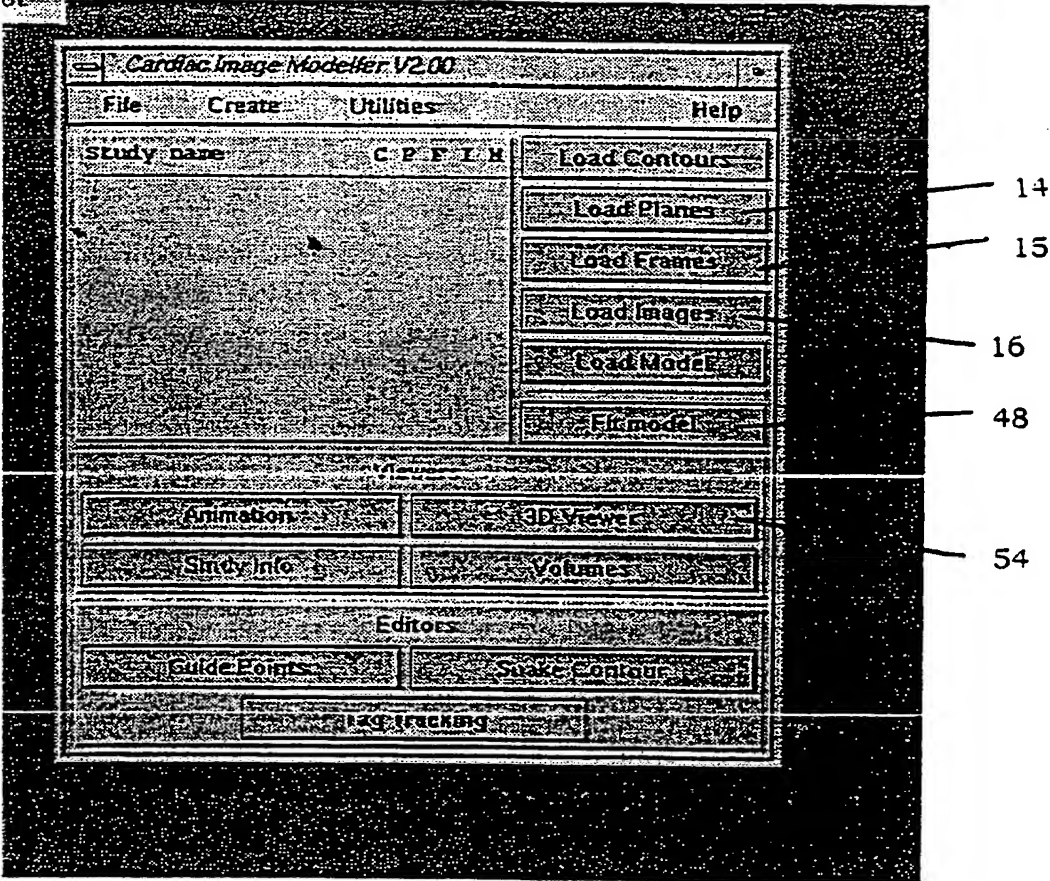 Cardiac Image Modeller V2.00
File Create Utilities Help
Study name C P F I M
Load Contours
Load Planes
14
Load Frames
15
Load Images
16
Load Model
Fit model
48
Viewers
Animation 3D Viewer
54
Study Info Volumes
Editors
Guide Points Snake Contour
Tag tracking